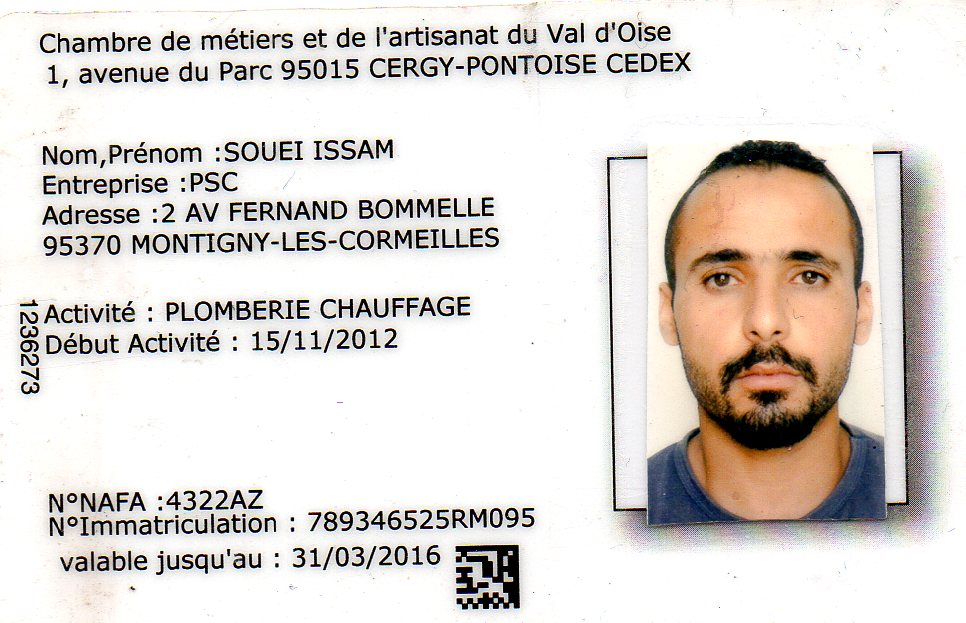 Chambre de métiers et de l'artisanat du Val d'Oise
1, avenue du Parc 95015 CERGY-PONTOISE CEDEX
Nom,Prénom :SOUEI ISSAM
Entreprise :PSC
Adresse :2 AV FERNAND BOMMELLE
95370 MONTIGNY-LES-CORMEILLES
Activité : PLOMBERIE CHAUFFAGE
Début Activité : 15/11/2012
1236273
N°NAFA :4322AZ
N°Immatriculation : 789346525RM095
valable jusqu'au : 31/03/2016